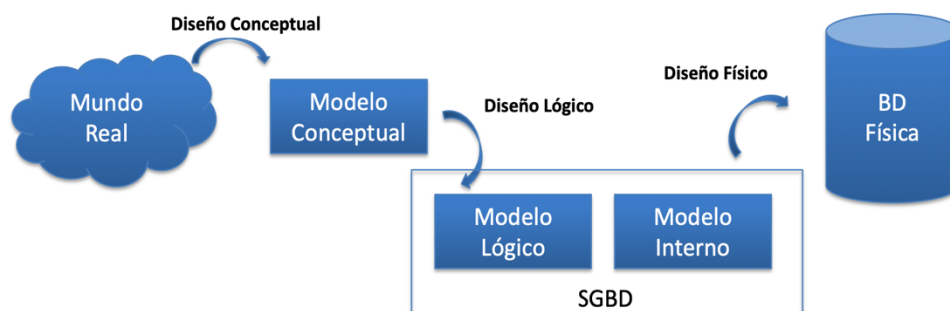 Diseño Conceptual
Mundo
Real
Modelo
Conceptual
Diseño Lógico
Diseño Físico
BD
Física
Modelo
Lógico
Modelo
Interno
SGBD